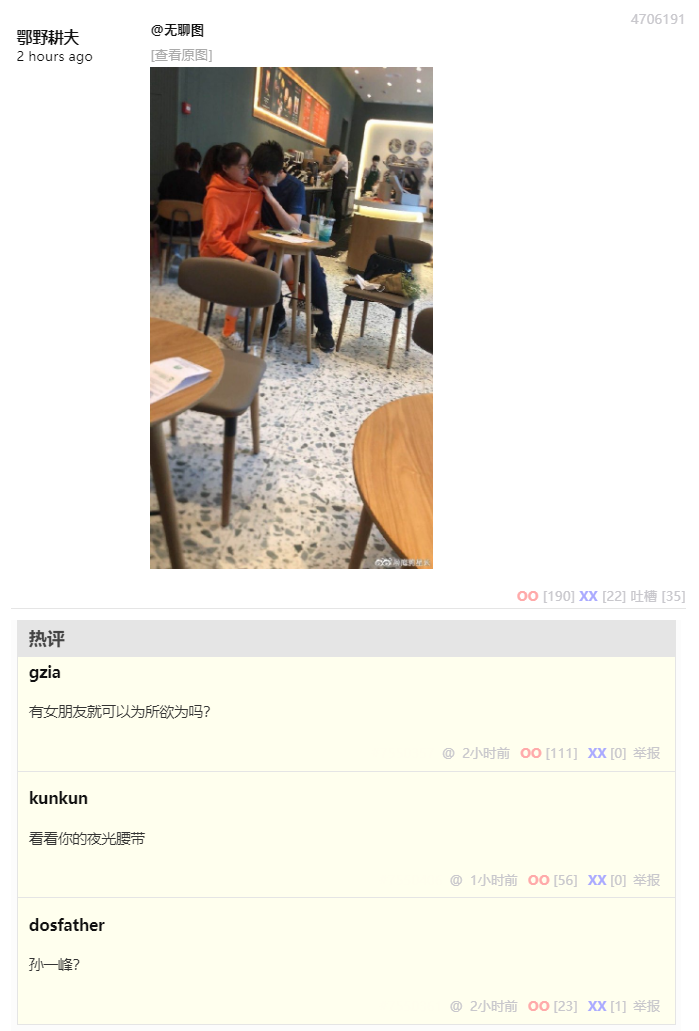 鄂野耕夫
2 hours ago
@无聊图
4706191
[查看原图]
OO [190] XX [22] 吐槽 [35]
热评
gzia
有女朋友就可以为所欲为吗?
@ 2小时前 OO [111] XX [0] 举报
kunkun
看看你的夜光腰带
@ 1小时前 OO [56] XX [0] 举报
dosfather
孙一峰?
@ 2小时前 OO [23] XX [1] 举报